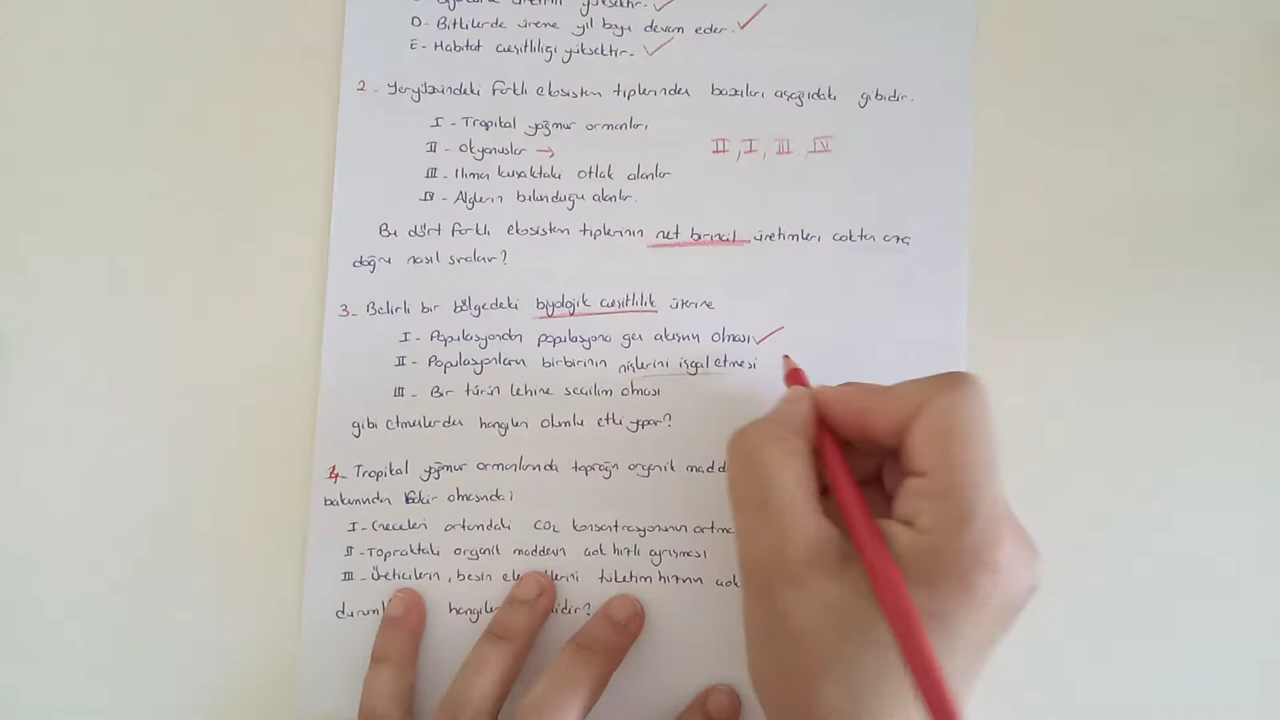 yüksektir.
D- Bitkilerde üreme yıl boyu devam eder.
E- Habitat çeşitliliği yüksektir.
2- Yeryüzündeki farklı ekosistem tiplerinden bazıları aşağıdaki gibidir.
I- Tropikal yağmur ormanları
II- Okyanuslar →
III- Ilıman kuşaktaki otlak alanlar
IV- Alglerin bulunduğu alanlar.
II, I, III, IV
Bu dört farklı ekosistem tiplerinin net birincil üretimleri çoktan aza
doğru nasıl sıralanır?
3- Belirli bir bölgedeki biyolojik çeşitlilik üzerine
I- Populasyondan populasyona gen akışının olması
II- Populasyonların birbirinin nişlerini işgal etmesi
III- Bir türün lehine seçilim olması
gibi etmenlerden hangileri olumlu etki yapar?
4- Tropikal yağmur ormanlarında toprağın organik madd
bakımından fakir olmasında;
I- Geceleri ortamdaki CO2 konsantrasyonunun artma
II- Topraktaki organik maddenin çok hızlı ayrışması
III- Üreticilerin, besin tüketim hızının çok
hangile